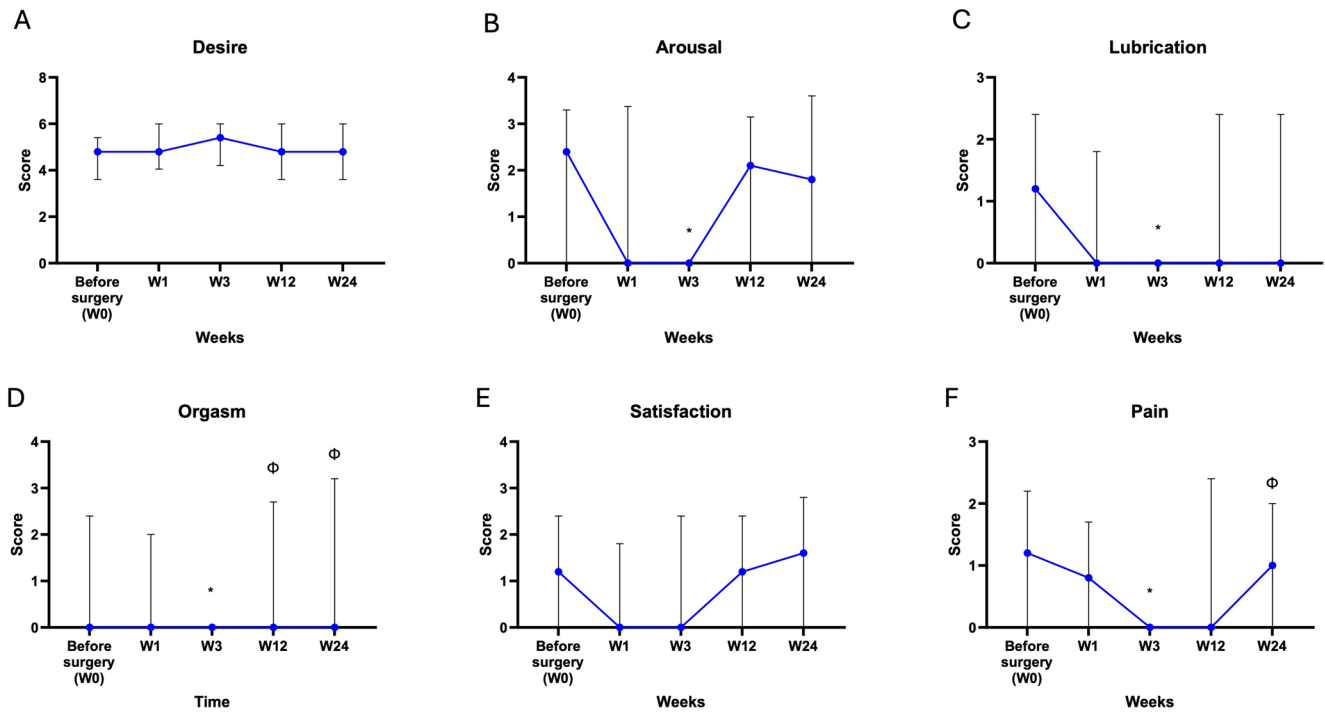 A
Desire
8
6
4
2
0
Score
Before
surgery
(W0)
W1
W3
W12
W24
Weeks
B
Arousal
4
3
2
1
0
Score
*
Before
surgery
(W0)
W1
W3
W12
W24
Weeks
C
Lubrication
3
2
1
0
Score
*
Before
surgery
(W0)
W1
W3
W12
W24
Weeks
D
Orgasm
4
3
2
1
0
Score
*
Φ
Φ
Before
surgery
(W0)
W1
W3
W12
W24
Time
E
Satisfaction
4
3
2
1
0
Score
Before
surgery
(W0)
W1
W3
W12
W24
Weeks
F
Pain
3
2
1
0
Score
*
Φ
Before
surgery
(W0)
W1
W3
W12
W24
Weeks